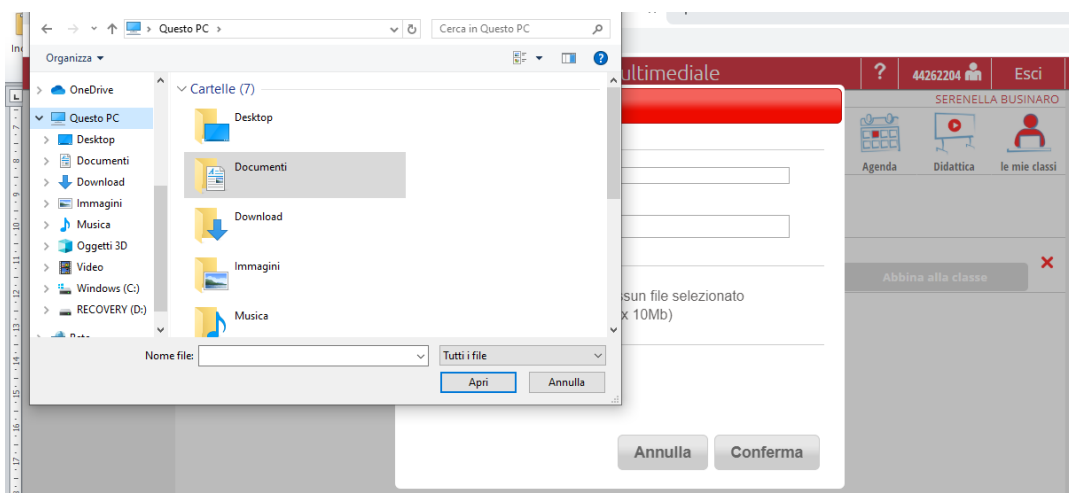 Questo PC
Cerca in Questo PC
Organizza
?
OneDrive
Questo PC
Desktop
Documenti
Download
Immagini
Musica
Oggetti 3D
Video
Windows (C:)
RECOVERY (D:)
Cartelle (7)
Desktop
Documenti
Download
Immagini
Musica
Nome file:
Tutti i file
Apri
Annulla
ultimediale
?
44262204
Esci
SERENELLA BUSINARO
Agenda
Didattica
le mie classi
Abbina alla classe
sun file selezionato
x 10Mb)
Annulla
Conferma